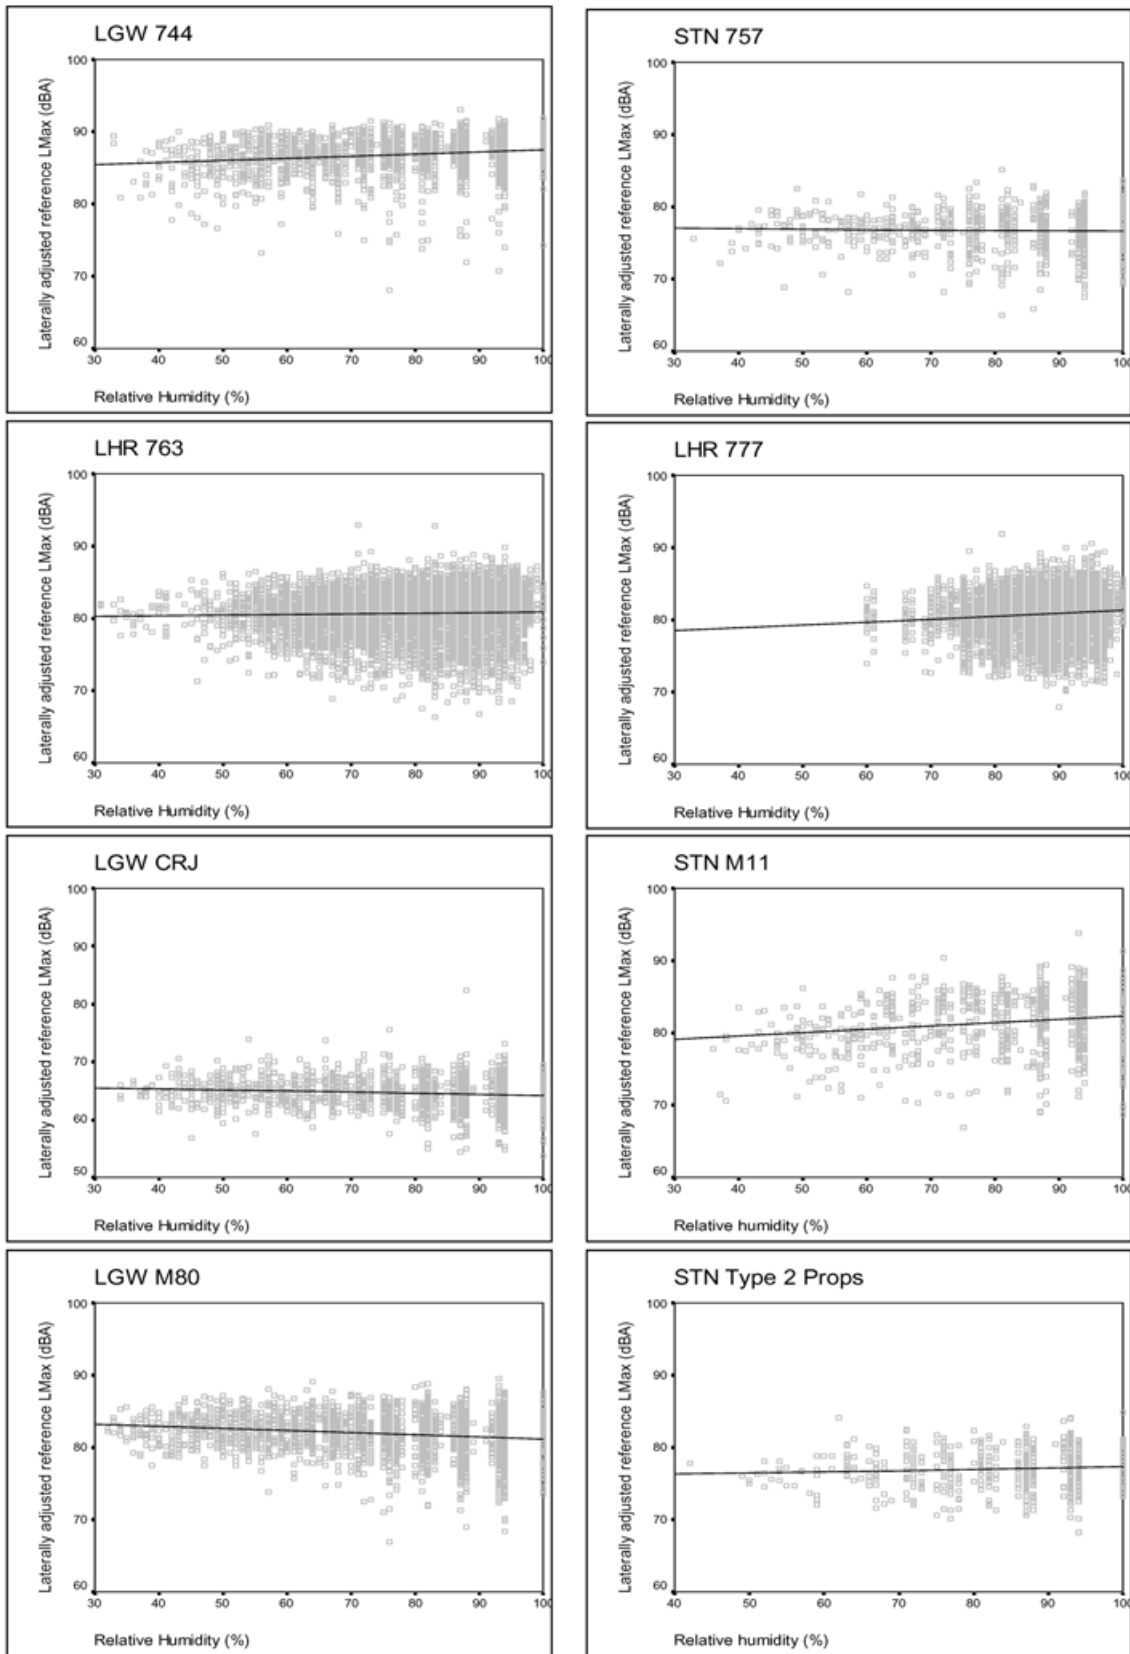 LGW 744
Laterally adjusted reference LMax (dBA)
100
90
80
70
60
30 40 50 60 70 80 90 100
Relative Humidity (%)
STN 757
Laterally adjusted reference LMax (dBA)
100
90
80
70
60
30 40 50 60 70 80 90 100
Relative Humidity (%)
LHR 763
Laterally adjusted reference LMax (dBA)
100
90
80
70
60
30 40 50 60 70 80 90 100
Relative Humidity (%)
LHR 777
Laterally adjusted reference LMax (dBA)
100
90
80
70
60
30 40 50 60 70 80 90 100
Relative Humidity (%)
LGW CRJ
Laterally adjusted reference LMax (dBA)
100
90
80
70
60
50
30 40 50 60 70 80 90 100
Relative Humidity (%)
STN M11
Laterally adjusted reference LMax (dBA)
100
90
80
70
60
30 40 50 60 70 80 90 100
Relative humidity (%)
LGW M80
Laterally adjusted reference LMax (dBA)
100
90
80
70
60
30 40 50 60 70 80 90 100
Relative Humidity (%)
STN Type 2 Props
Laterally adjusted reference LMax (dBA)
100
90
80
70
60
40 50 60 70 80 90 100
Relative humidity (%)